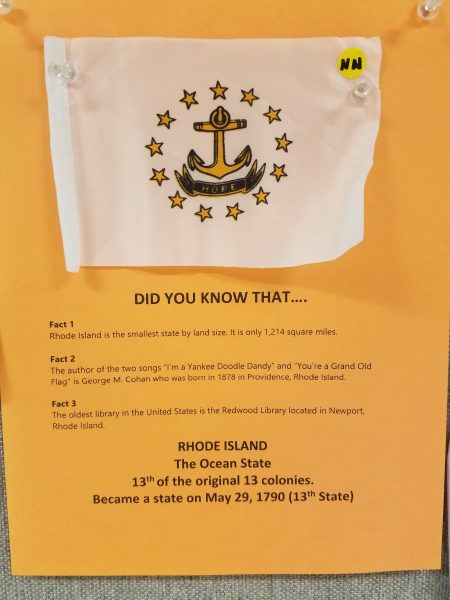 NN
HOPE
DID YOU KNOW THAT….
Fact 1
Rhode Island is the smallest state by land size. It is only 1,214 square miles.
Fact 2
The author of the two songs "I'm a Yankee Doodle Dandy" and "You're a Grand Old
Flag" is George M. Cohan who was born in 1878 in Providence, Rhode Island.
Fact 3
The oldest library in the United States is the Redwood Library located in Newport,
Rhode Island.
RHODE ISLAND
The Ocean State
13th of the original 13 colonies.
Became a state on May 29, 1790 (13th State)